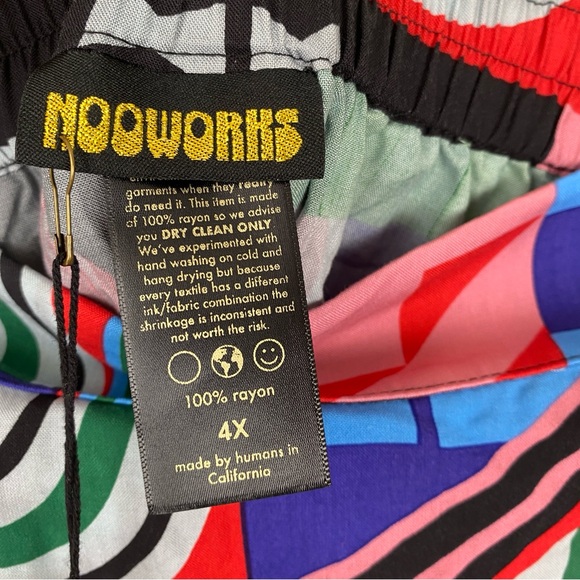 NOOWORKS
garments when they really
do need it. This item is made
of 100% rayon so we advise
you DRY CLEAN ONLY
We've experimented with
hand washing on cold and
hang drying but because
every textile has a different
ink/fabric combination the
shrinkage is inconsistent and
not worth the risk.
100% rayon
4X
made by humans in
California